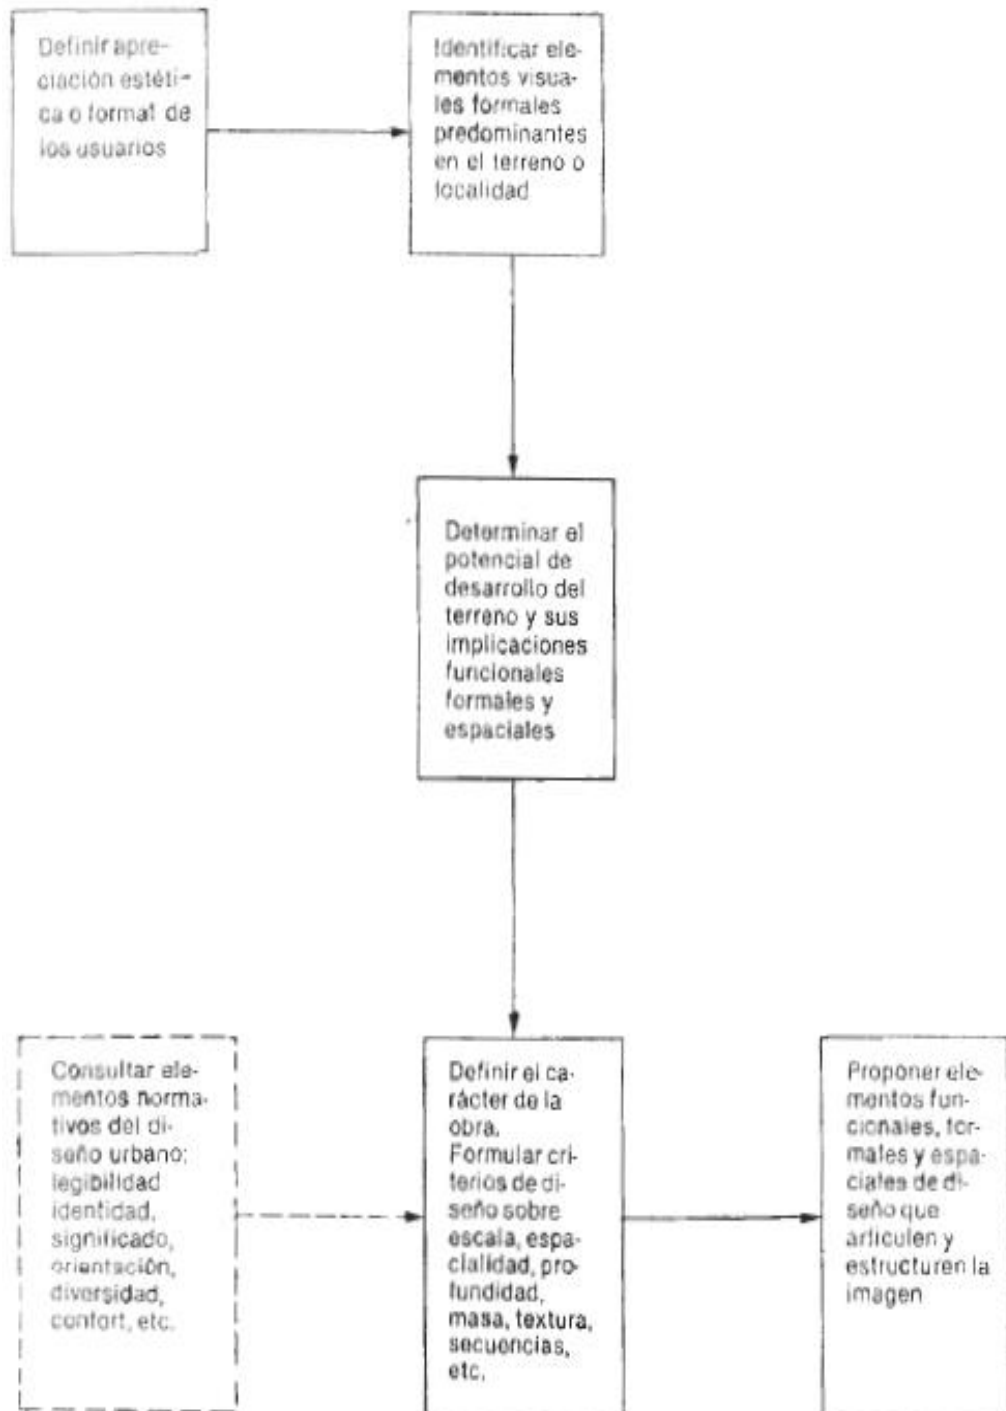 Definir apre-
ciación estéti-
ca o formal de
los usuarios
Identificar ele-
mentos visua-
les formales
predominantes
en el terreno o
localidad
Determinar el
potencial de
desarrollo del
terreno y sus
implicaciones
funcionales
formales y
espaciales
Consultar ele-
mentos norma-
tivos del di-
seño urbano:
legibilidad
identidad,
significado,
orientación,
diversidad,
confort, etc.
Definir el ca-
rácter de la
obra.
Formular cri-
terios de di-
seño sobre
escala, espa-
cialidad, pro-
fundidad,
masa, textura,
secuencias,
etc.
Proponer ele-
mentos fun-
cionales, for-
males y espa-
ciales de di-
seño que
articulen y
estructuren la
imagen